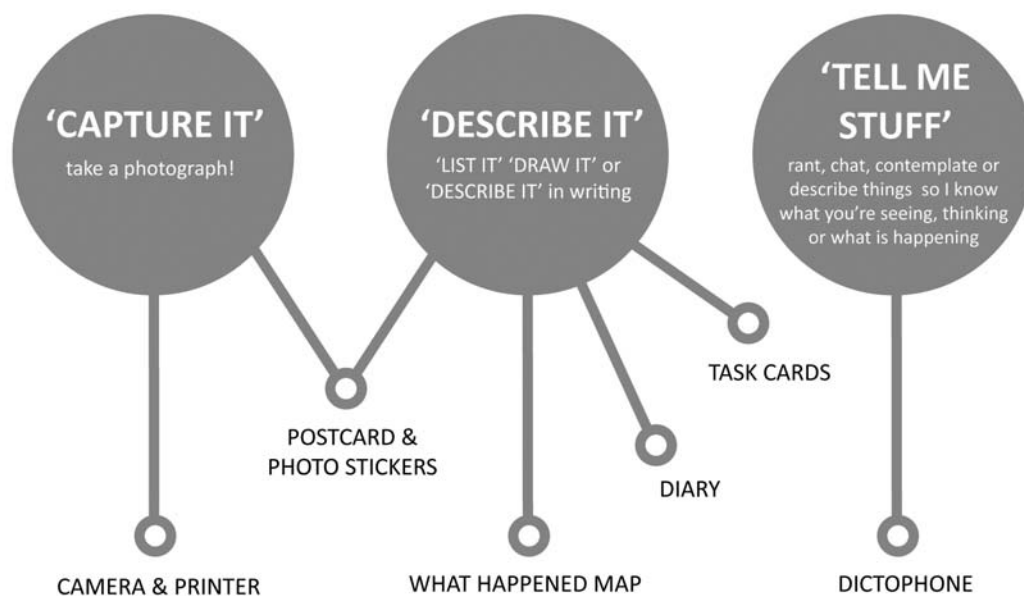 ‘CAPTURE IT’
take a photograph!
‘DESCRIBE IT’
‘LIST IT’ ‘DRAW IT’ or
‘DESCRIBE IT’ in writing
‘TELL ME
STUFF’
rant, chat, contemplate or
describe things so I know
what you’re seeing, thinking
or what is happening
TASK CARDS
POSTCARD &
PHOTO STICKERS
DIARY
CAMERA & PRINTER
WHAT HAPPENED MAP
DICTOPHONE